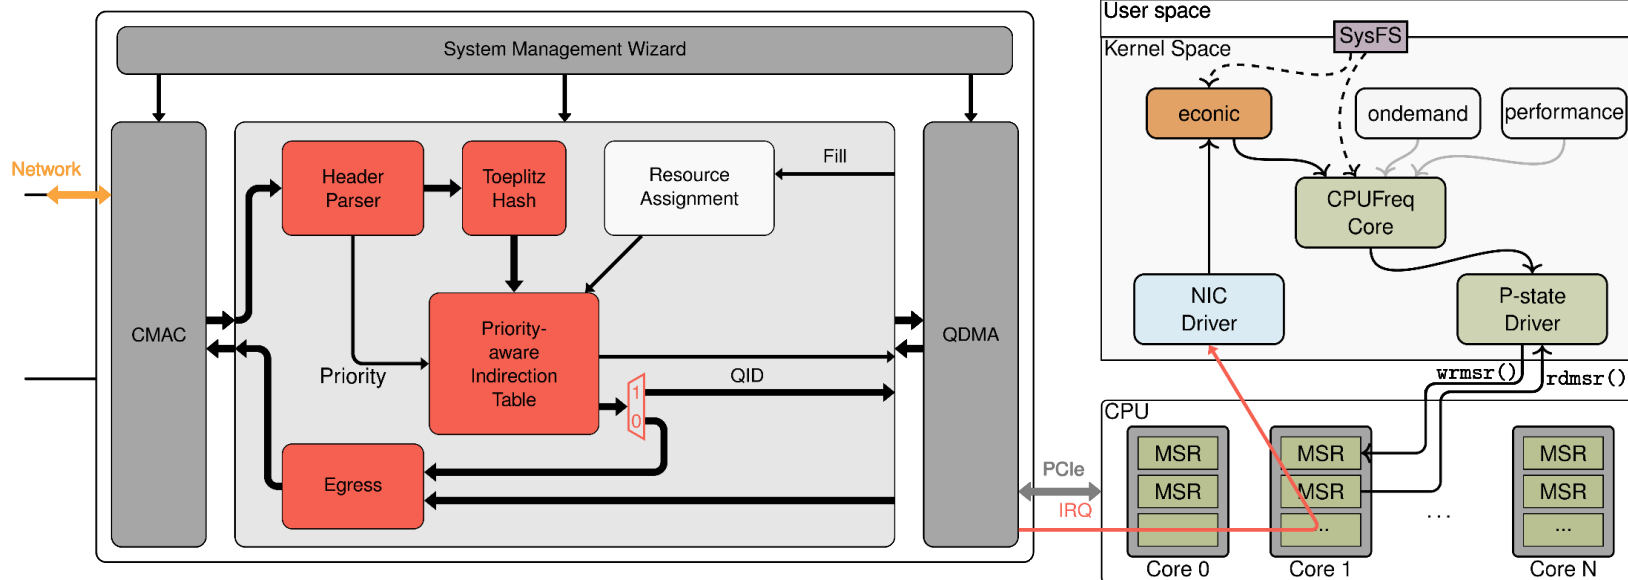 System Management Wizard
Network
CMAC
Header
Parser
Toeplitz
Hash
Resource
Assignment
Fill
Priority
Priority-
aware
Indirection
Table
QID
1
0
Egress
QDMA
PCIe
IRQ
User space
SysFS
Kernel Space
econic
ondemand
performance
CPUFreq
Core
NIC
Driver
P-state
Driver
wrmsr()
rdmsr()
CPU
MSR
MSR
Core 0
MSR
MSR
..
Core 1
...
MSR
MSR
...
Core N